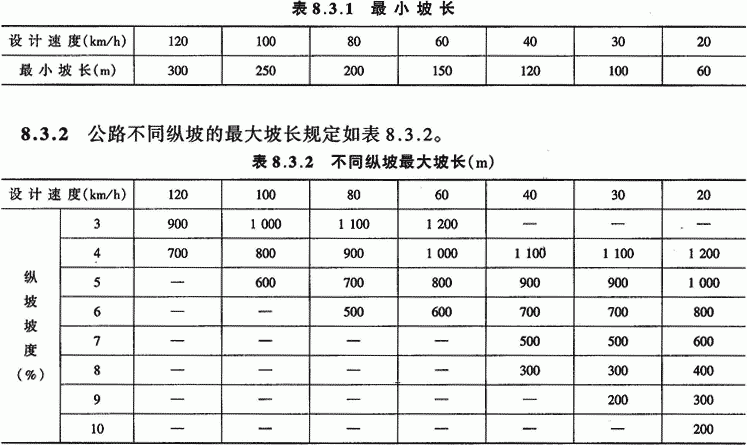 表 8.3.1 最 小 坡 长
设 计 速 度(km/h) 120 100 80 60 40 30 20
最 小 坡 长(m) 300 250 200 150 120 100 60
8.3.2 公路不同纵坡的最大坡长规定如表 8.3.2。
表 8.3.2 不同纵坡最大坡长(m)
设 计 速 度(km/h) 120 100 80 60 40 30 20
纵坡坡度(%)
3 900 1 000 1 100 1 200 — — —
4 700 800 900 1 000 1 100 1 100 1 200
5 — 600 700 800 900 900 1 000
6 — — 500 600 700 700 800
7 — — — — 500 500 600
8 — — — — 300 300 400
9 — — — — — 200 300
10 — — — — — — 200